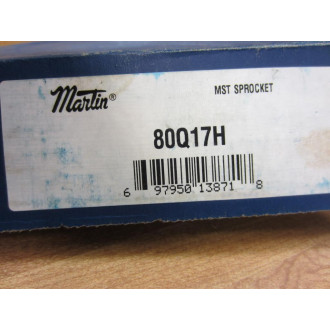 Martin®
MST SPROCKET
80Q17H
6 97950 13871 8